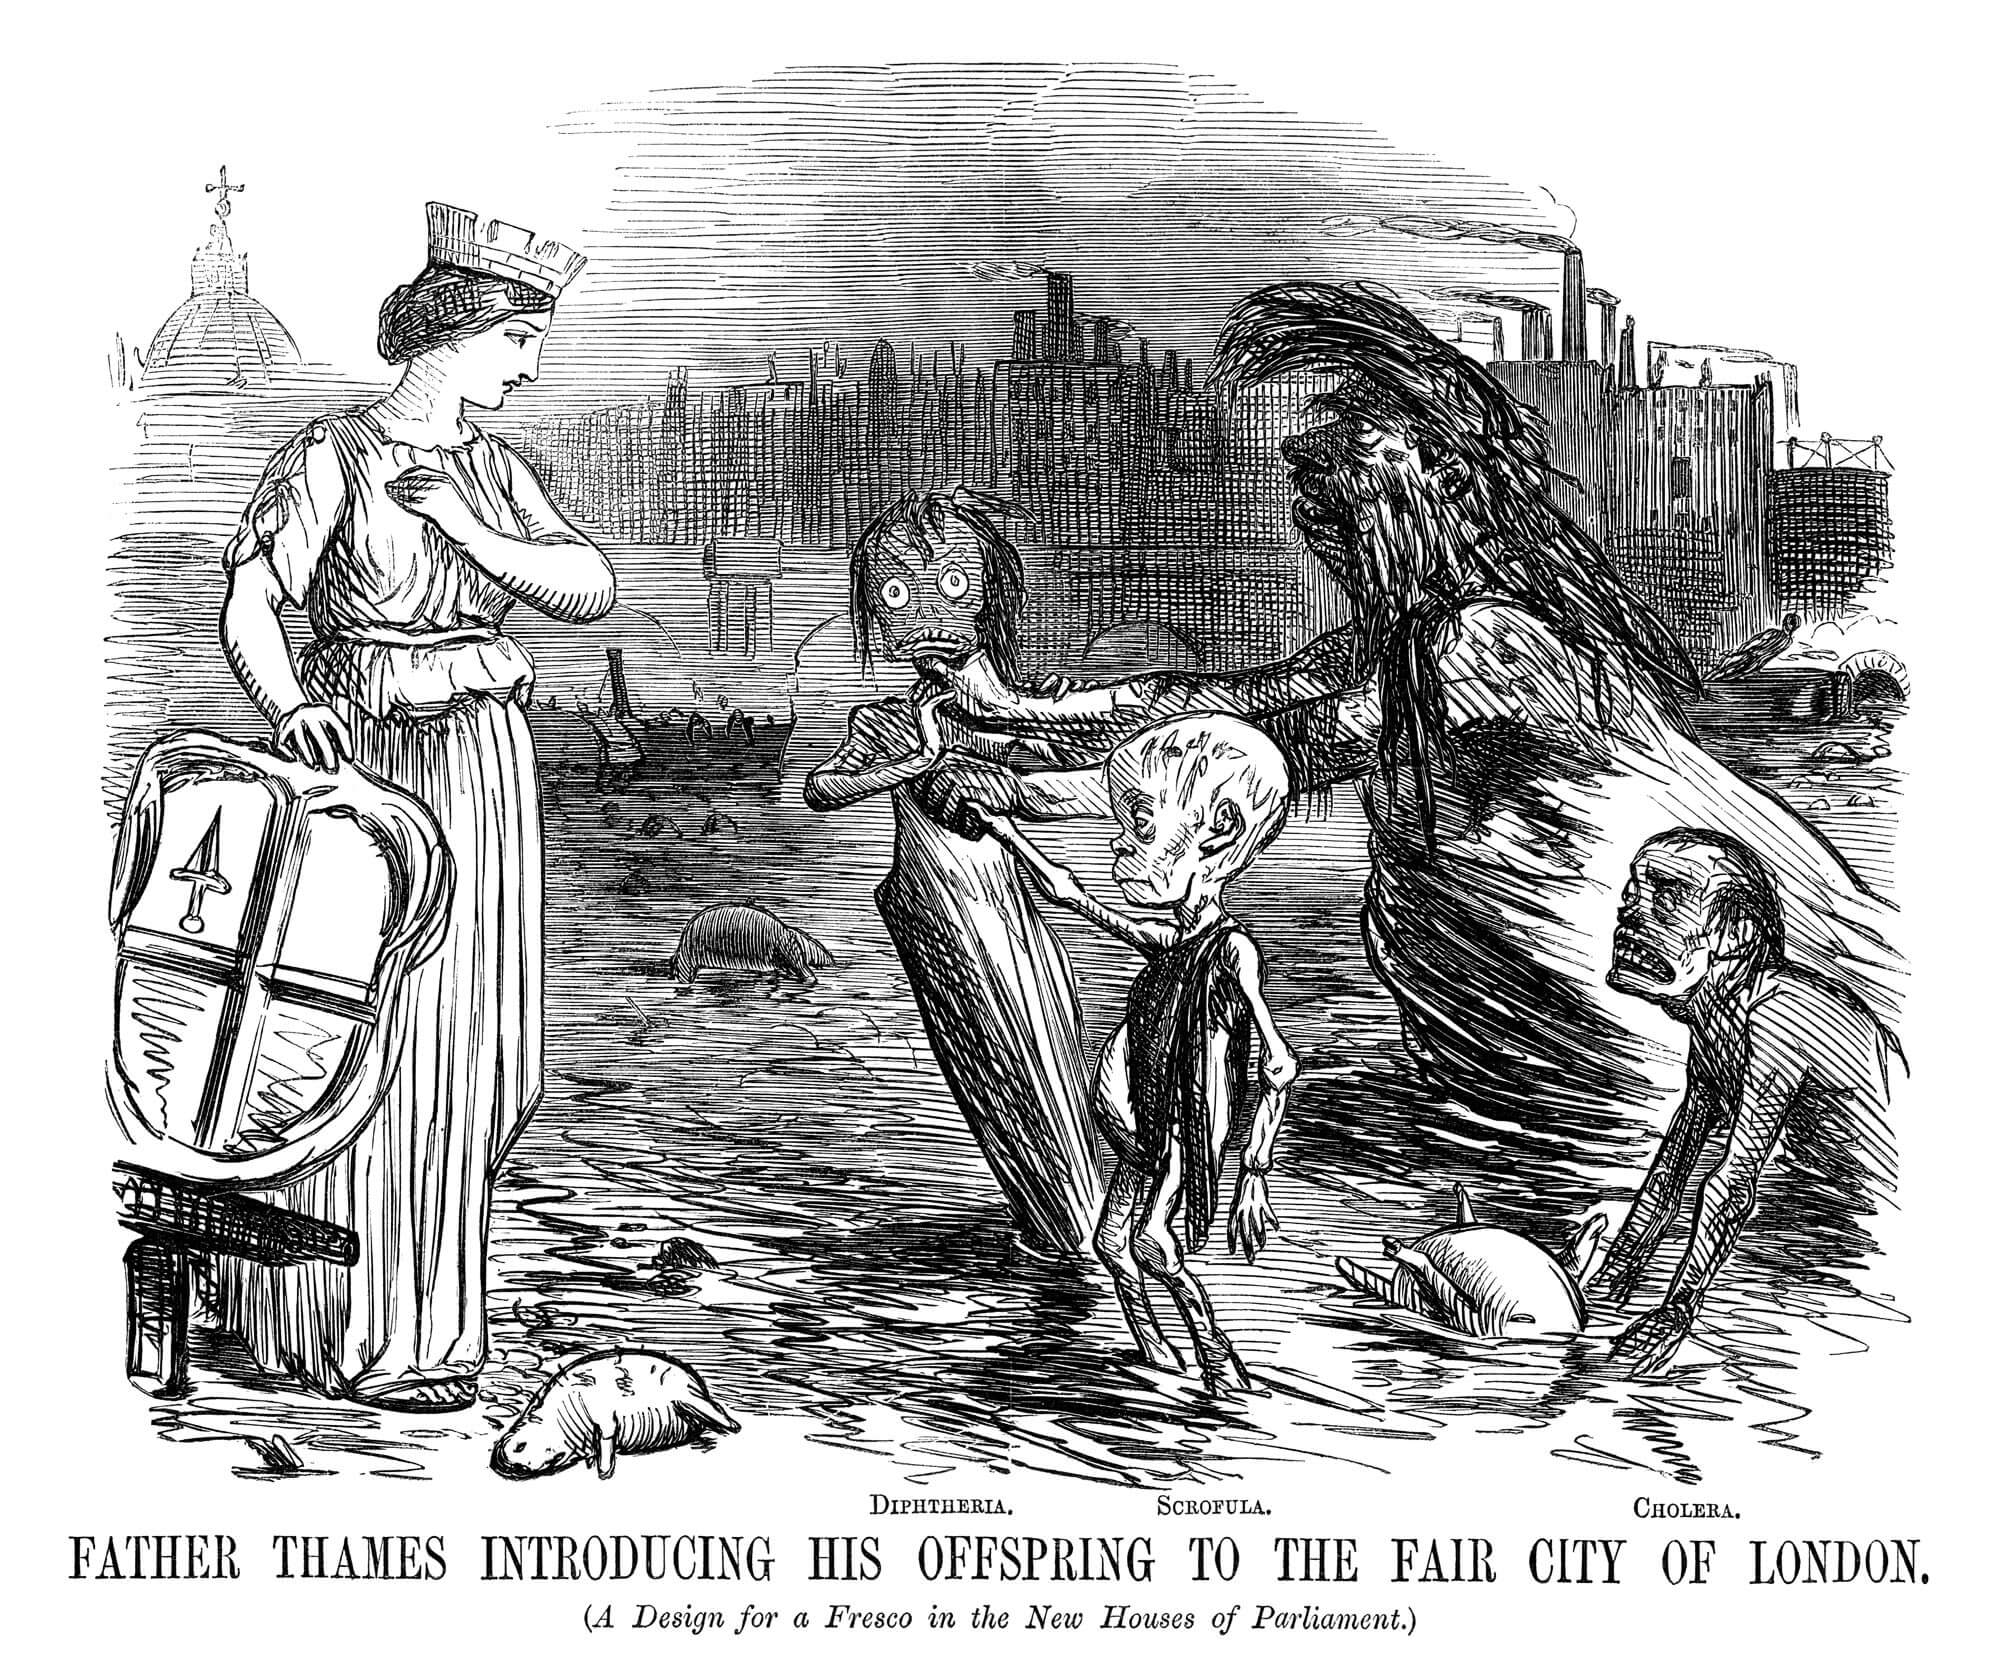 DIPHTHERIA. SCROFULA. CHOLERA.
FATHER THAMES INTRODUCING HIS OFFSPRING TO THE FAIR CITY OF LONDON.
(A Design for a Fresco in the New Houses of Parliament.)